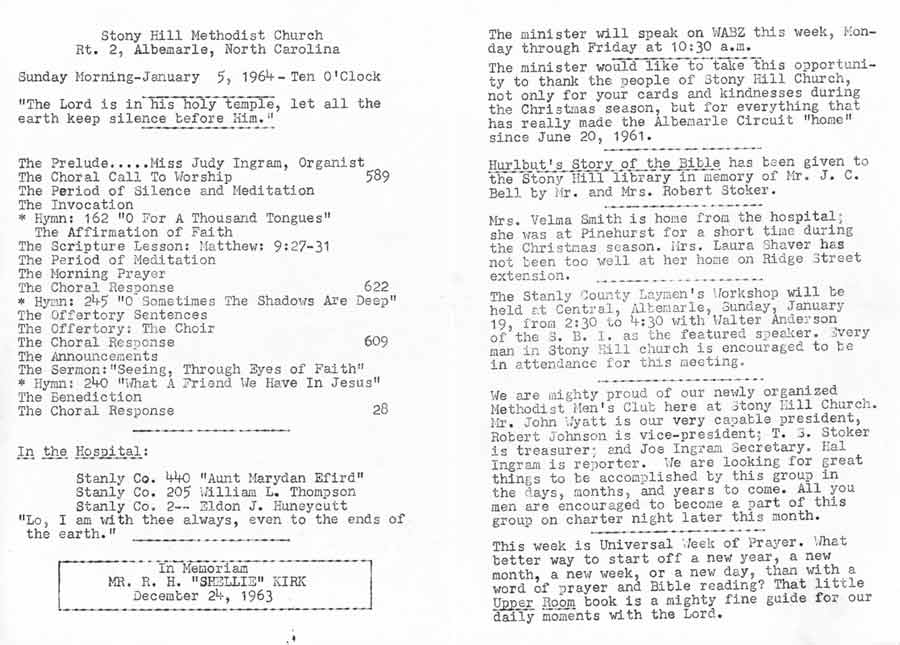 Stony Hill Methodist Church
Rt. 2, Albemarle, North Carolina
Sunday Morning-January 5, 1964- Ten O'Clock
"The Lord is in his holy temple, let all the
earth keep silence before Him."
The Prelude.....Miss Judy Ingram, Organist
The Choral Call To Worship 589
The Period of Silence and Meditation
The Invocation
* Hymn: 162 "O For A Thousand Tongues"
The Affirmation of Faith
The Scripture Lesson: Matthew: 9:27-31
The Period of Meditation
The Morning Prayer
The Choral Response 622
* Hymn: 245 "O Sometimes The Shadows Are Deep"
The Offertory Sentences
The Offertory: The Choir
The Choral Response 609
The Announcements
The Sermon:"Seeing, Through Eyes of Faith"
* Hymn: 240 "What A Friend We Have In Jesus"
The Benediction
The Choral Response 28
In the Hospital:
Stanly Co. 440 "Aunt Marydan Efird"
Stanly Co. 205 William L. Thompson
Stanly Co. 2-- Eldon J. Huneycutt
"Lo, I am with thee always, even to the ends of
the earth."
In Memoriam
MR. R. H. "SHELLIE" KIRK
December 24, 1963
The minister will speak on WABZ this week, Mon-
day through Friday at 10:30 a.m.
The minister would like to take this opportuni-
ty to thank the people of Stony Hill Church,
not only for your cards and kindnesses during
the Christmas season, but for everything that
has really made the Albemarle Circuit "home"
since June 20, 1961.
Hurlbut's Story of the Bible has been given to
the Stony Hill library in memory of Mr. J. C.
Bell by Mr. and Mrs. Robert Stoker.
Mrs. Velma Smith is home from the hospital;
she was at Pinehurst for a short time during
the Christmas season. Mrs. Laura Shaver has
not been too well at her home on Ridge Street
extension.
The Stanly County Laymen's Workshop will be
held at Central, Albemarle, Sunday, January
19, from 2:30 to 4:30 with Walter Anderson
of the S. B. I. as the featured speaker. Every
man in Stony Hill church is encouraged to be
in attendance for this meeting.
We are mighty proud of our newly organized
Methodist Men's Club here at Stony Hill Church.
Mr. John Wyatt is our very capable president,
Robert Johnson is vice-president; T. S. Stoker
is treasurer; and Joe Ingram Secretary. Hal
Ingram is reporter. We are looking for great
things to be accomplished by this group in
the days, months, and years to come. All you
men are encouraged to become a part of this
group on charter night later this month.
This week is Universal Week of Prayer. What
better way to start off a new year, a new
month, a new week, or a new day, than with a
word of prayer and Bible reading? That little
Upper Room book is a mighty fine guide for our
daily moments with the Lord.